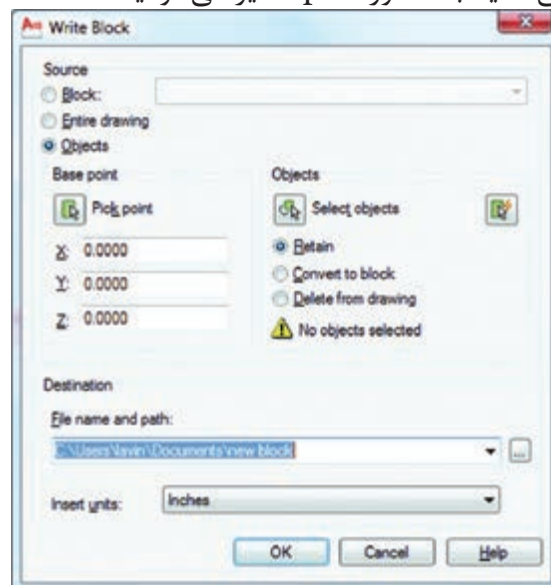 Write Block
Source
Block:
Entire drawing
Objects
Base point
Pick point
X: 0.0000
Y: 0.0000
Z: 0.0000
Objects
Select objects
Retain
Convert to block
Delete from drawing
No objects selected
Destination
File name and path:
C:\Users\lavin\Documents\new block
...
Insert units: Inches
OK Cancel Help